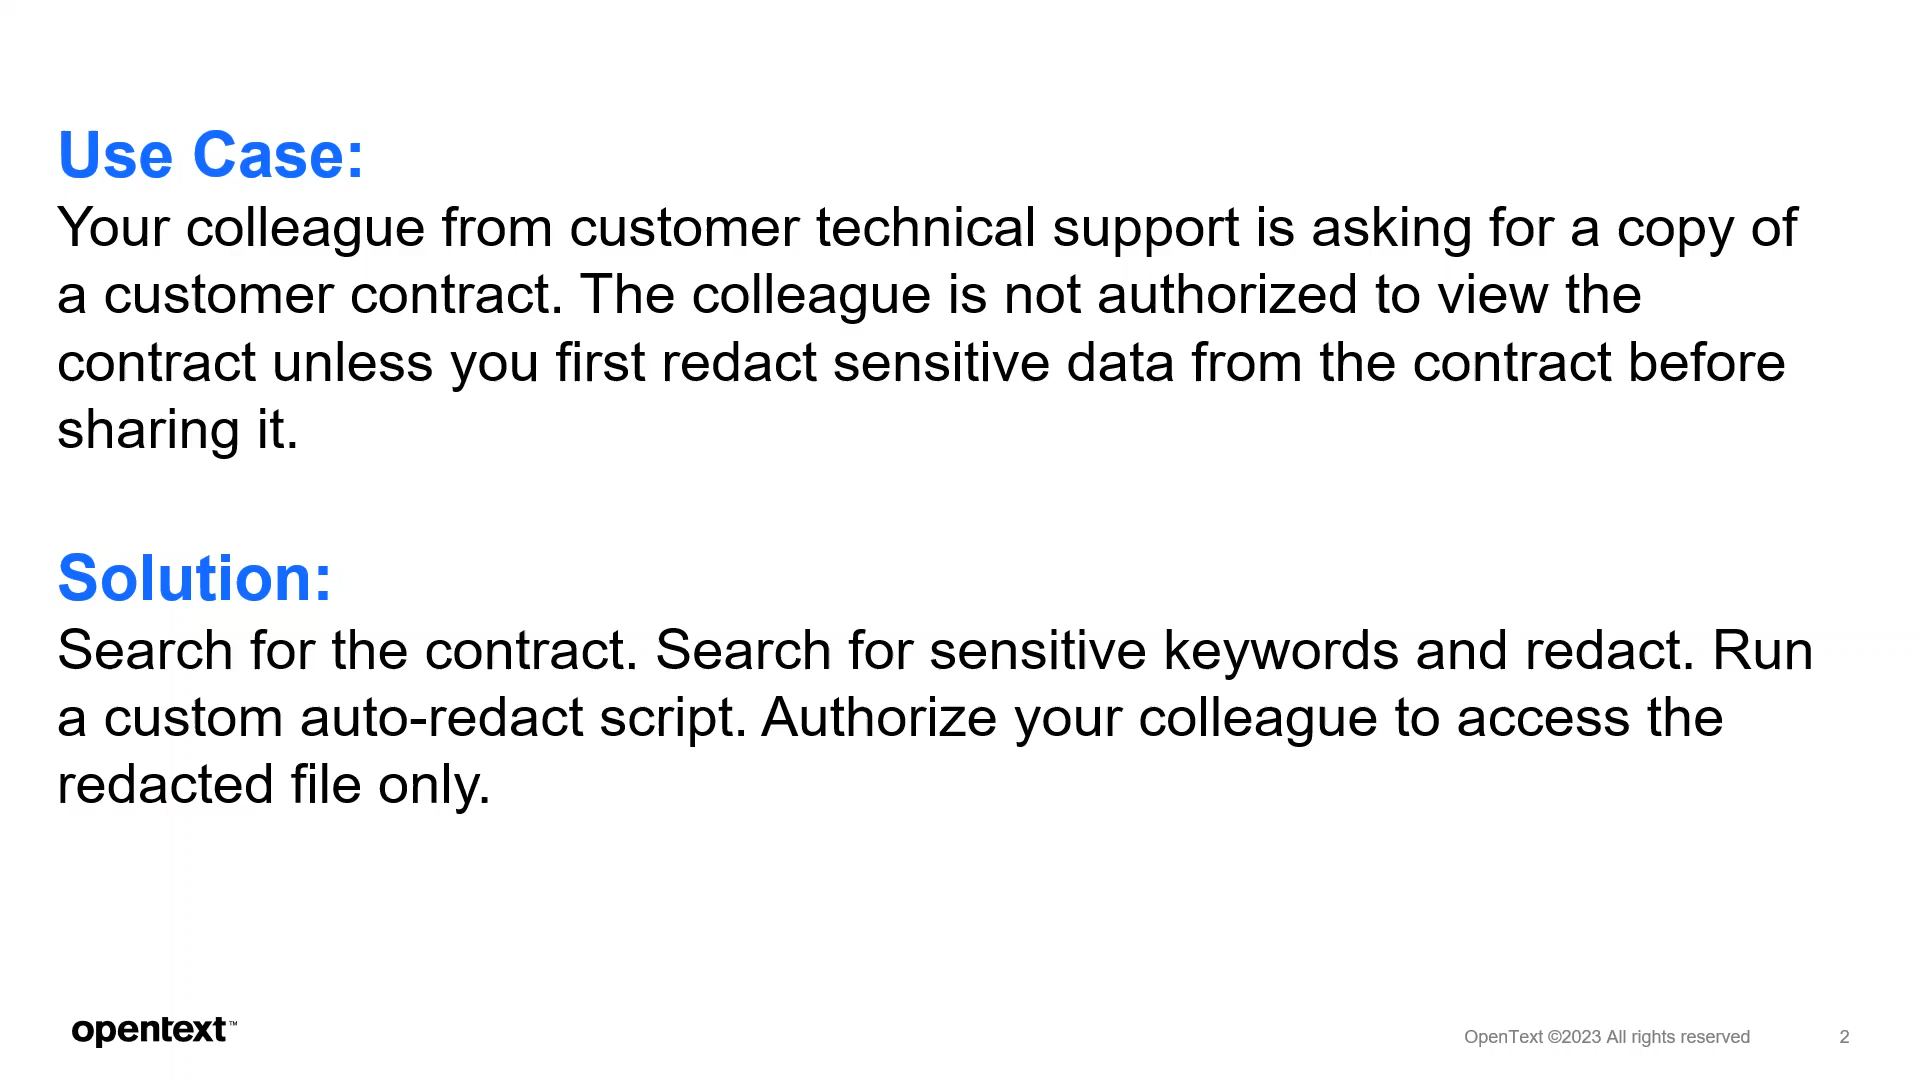 Use Case:
Your colleague from customer technical support is asking for a copy of
a customer contract. The colleague is not authorized to view the
contract unless you first redact sensitive data from the contract before
sharing it.
Solution:
Search for the contract. Search for sensitive keywords and redact. Run
a custom auto-redact script. Authorize your colleague to access the
redacted file only.
opentext™
OpenText ©2023 All rights reserved
2